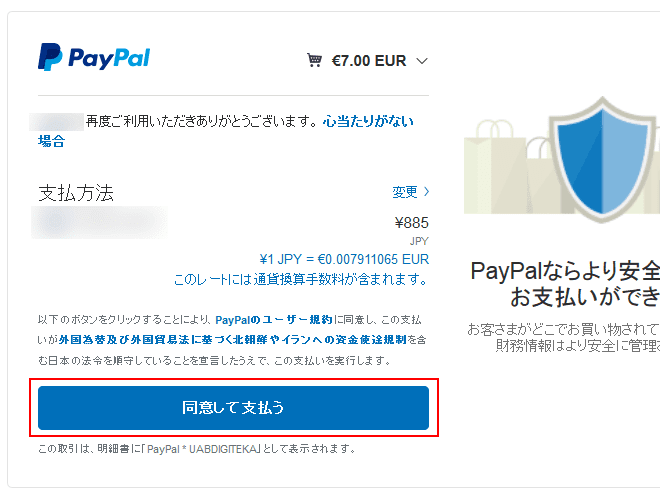 PayPal
€7.00 EUR
再度ご利用いただきありがとうございます。 心当たりがない
場合
支払方法
変更
¥885
JPY
¥1 JPY = €0.007911065 EUR
このレートには通貨換算手数料が含まれます。
以下のボタンをクリックすることにより、PayPalのユーザー規約に同意し、この支払
いが外国為替及び外国貿易法に基づく北朝鮮やイランへの資金使途規制を含
む日本の法令を順守していることを宣言したうえで、この支払いを実行します。
同意して支払う
この取引は、明細書に「PayPal * UABDIGITEKA」として表示されます。
PayPalならより安全
お支払いができ
お客さまがどこでお買い物されて
財務情報はより安全に管理